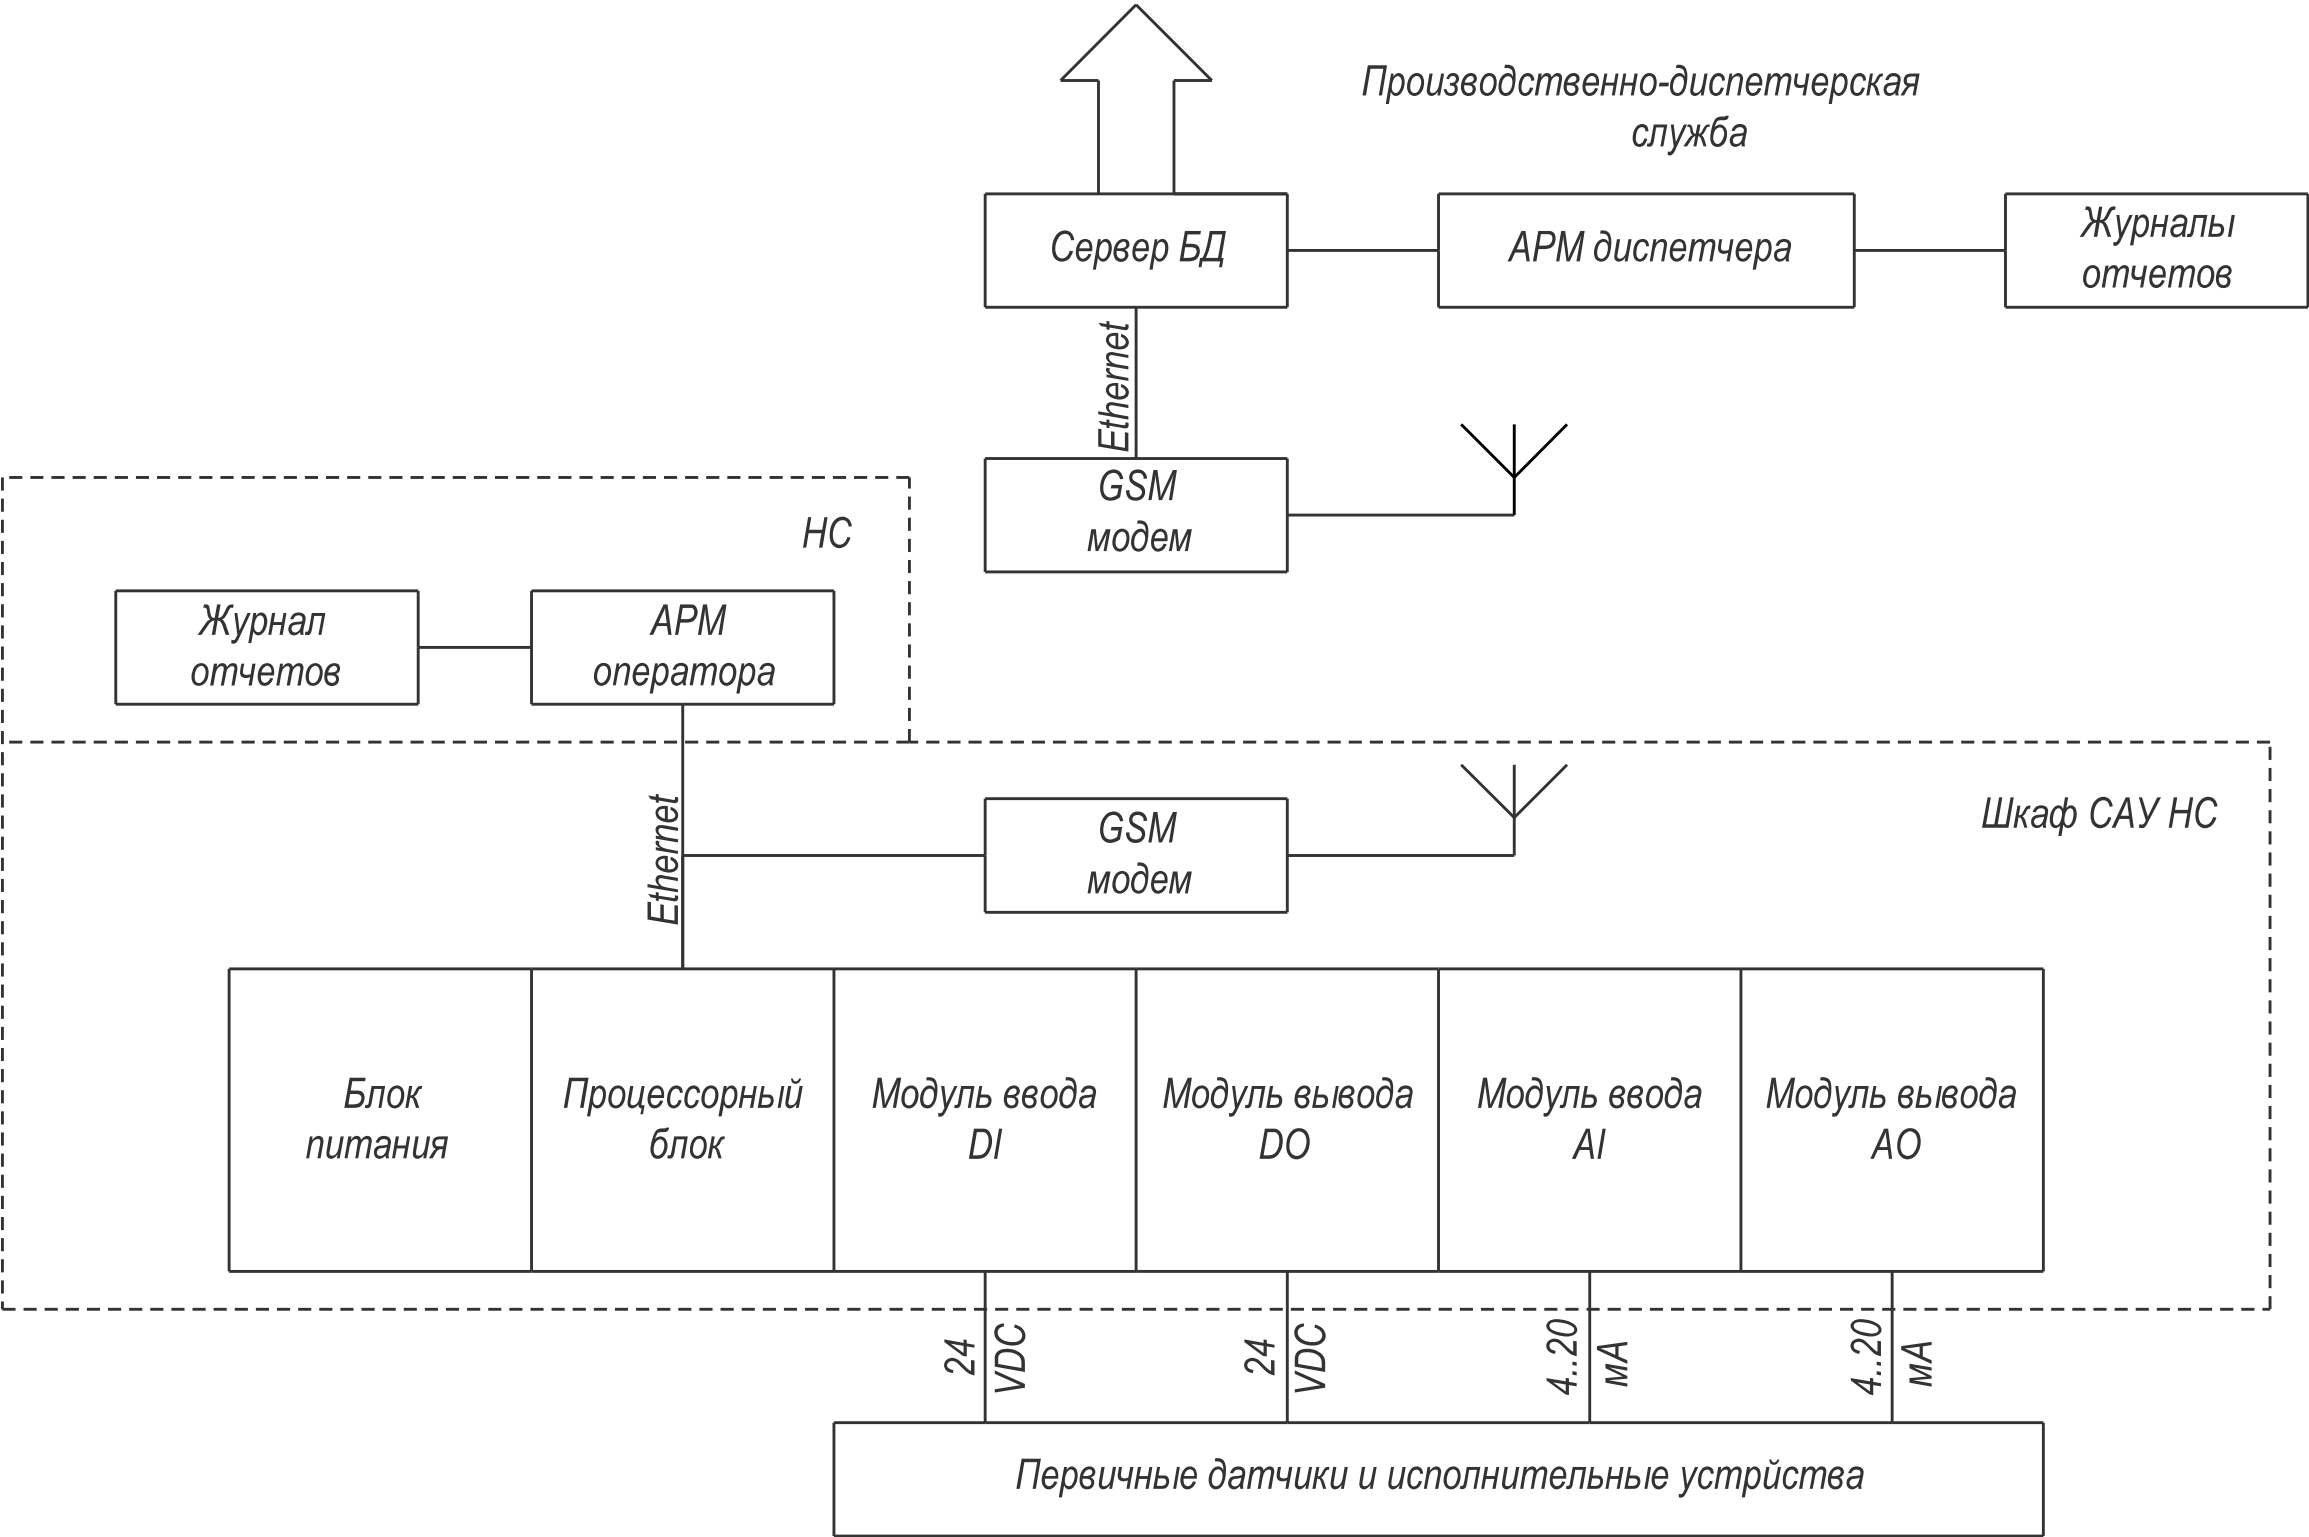 Производственно-диспетчерская
служба
Сервер БД
АРМ диспетчера
Журналы
отчетов
Ethernet
GSM
модем
НС
Журнал
отчетов
АРМ
оператора
Ethernet
GSM
модем
Шкаф САУ НС
Блок
питания
Процессорный
блок
Модуль ввода
DI
Модуль вывода
DO
Модуль ввода
AI
Модуль вывода
AO
24
VDC
24
VDC
4..20
мА
4..20
мА
Первичные датчики и исполнительные устрйства